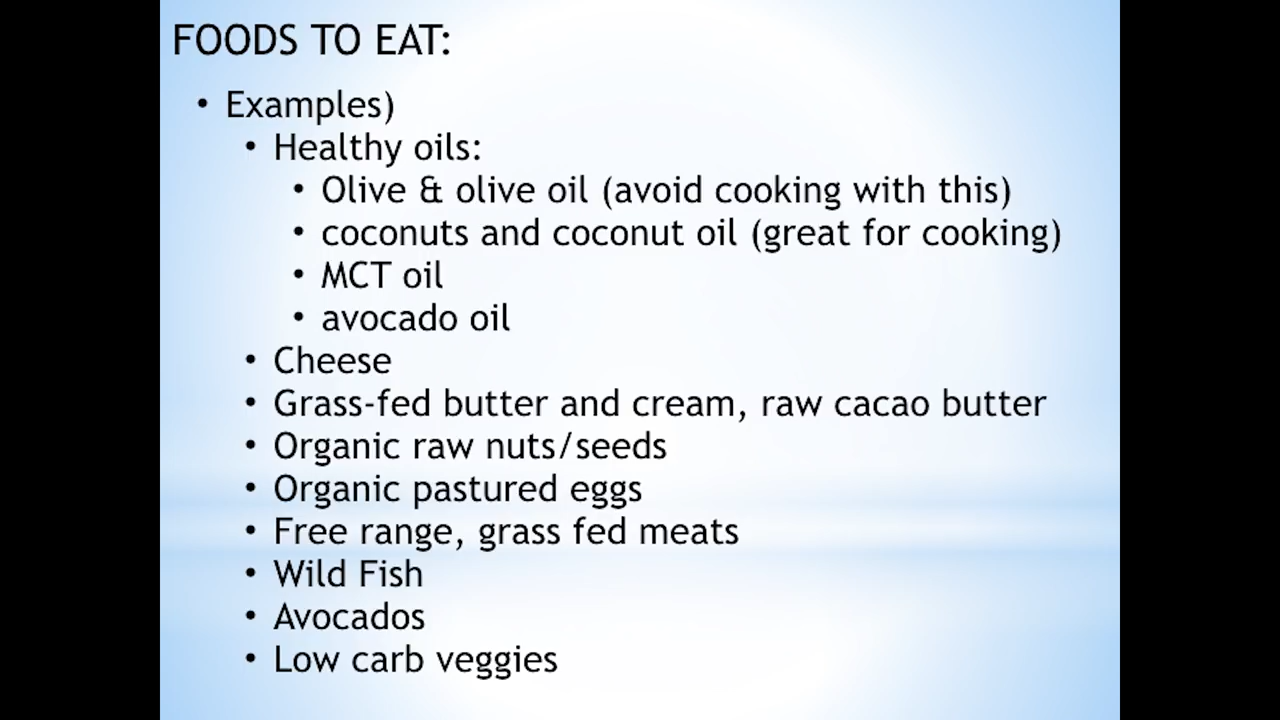 FOODS TO EAT:
• Examples)
• Healthy oils:
• Olive & olive oil (avoid cooking with this)
• coconuts and coconut oil (great for cooking)
• MCT oil
• avocado oil
• Cheese
• Grass-fed butter and cream, raw cacao butter
• Organic raw nuts/seeds
• Organic pastured eggs
• Free range, grass fed meats
• Wild Fish
• Avocados
• Low carb veggies